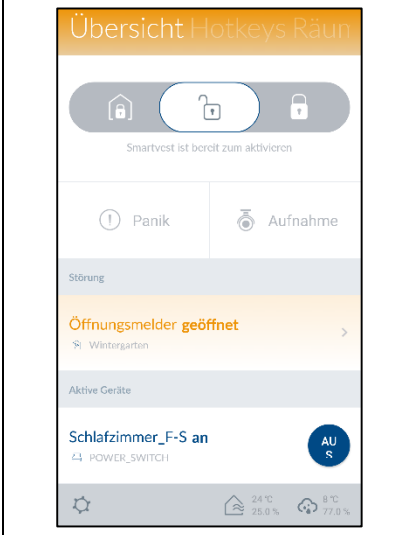 Übersicht Hotkeys Räun
Smartvest ist bereit zum aktivieren
Panik
Aufnahme
Störung
Öffnungsmelder geöffnet
Wintergarten
Aktive Geräte
Schlafzimmer_F-S an
AU
S
POWER_SWITCH
24 °C
25.0 %
8 °C
77.0 %